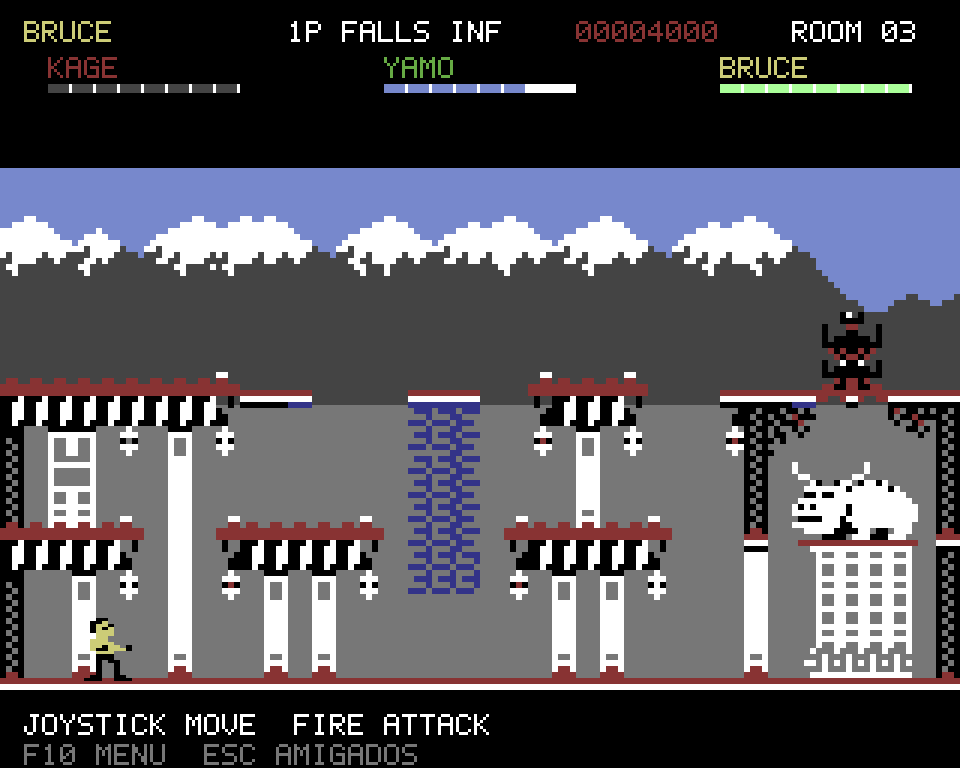 BRUCE 1P FALLS INF 00004000 ROOM 03
KAGE YAMO BRUCE
JOYSTICK MOVE FIRE ATTACK
F10 MENU ESC AMIGADOS